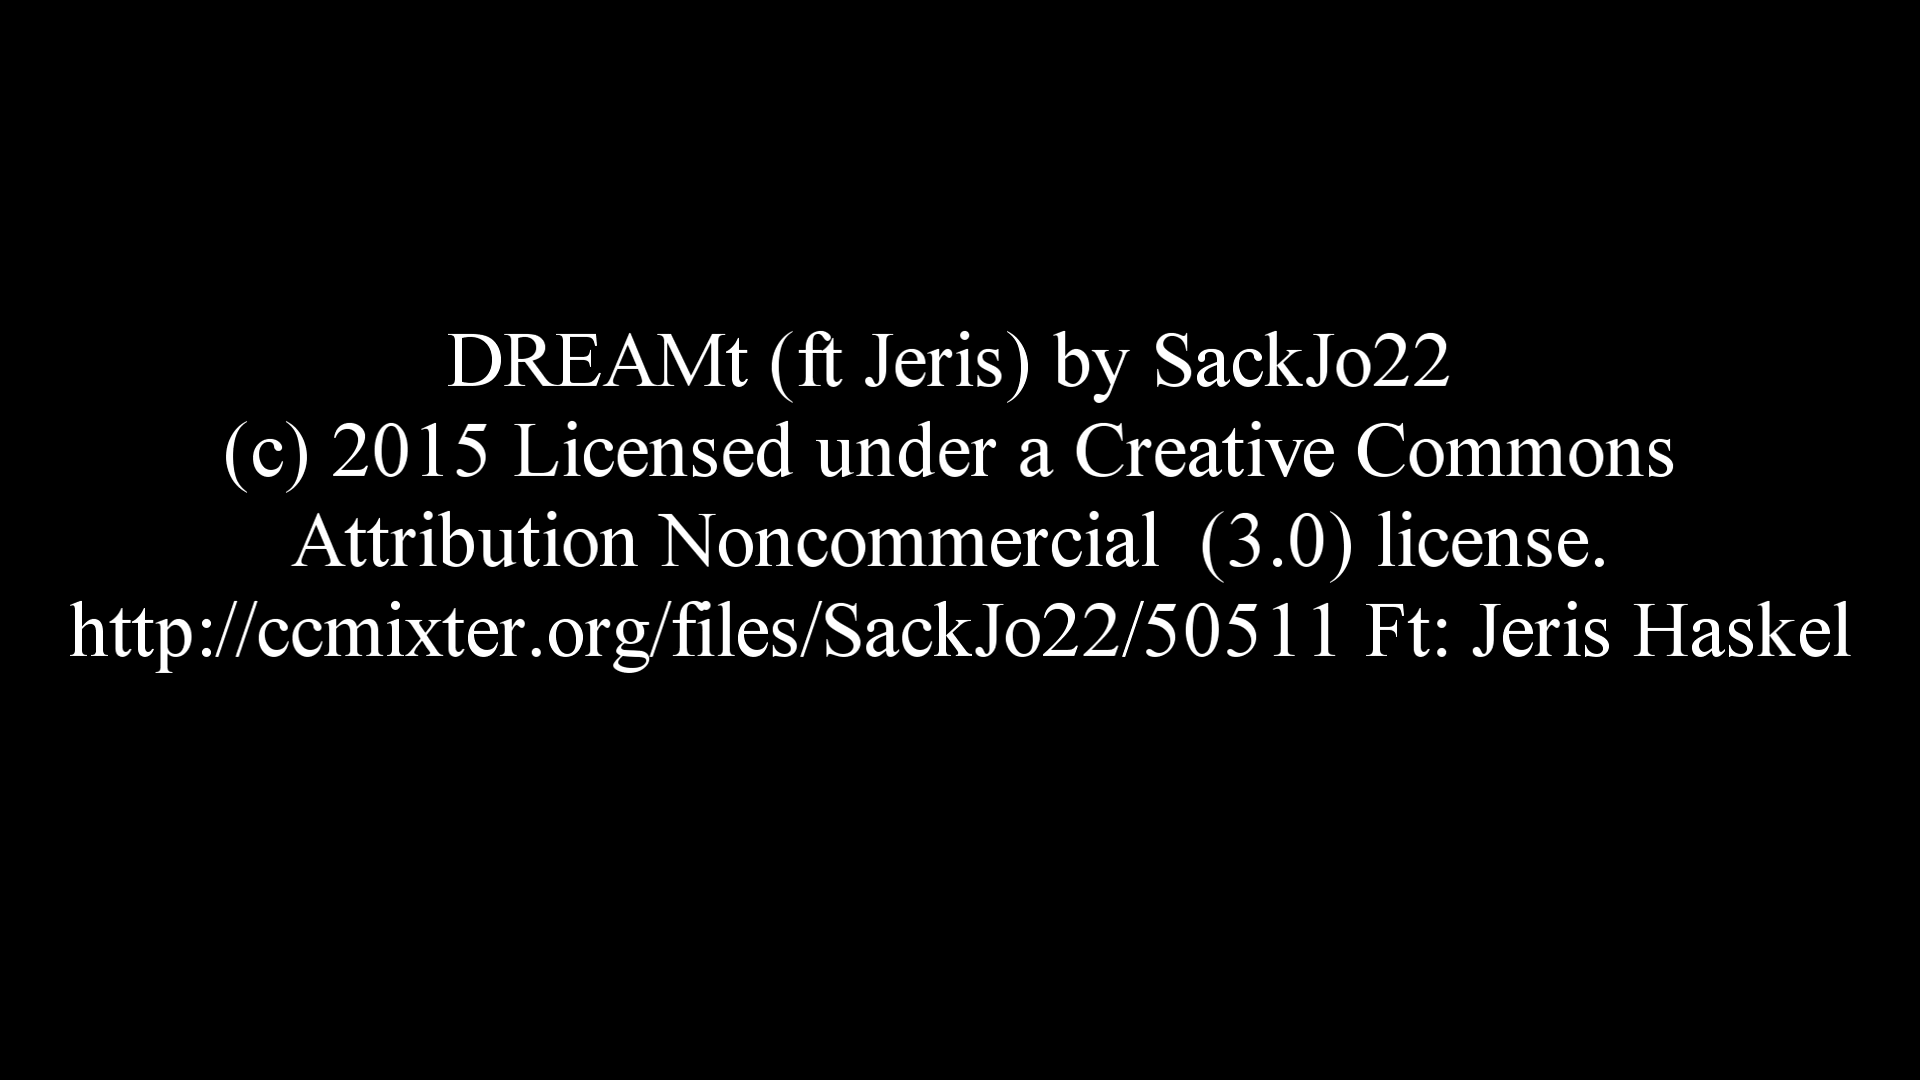 DREAMt (ft Jeris) by SackJo22
(c) 2015 Licensed under a Creative Commons
Attribution Noncommercial  (3.0) license.
http://ccmixter.org/files/SackJo22/50511 Ft: Jeris Haskel